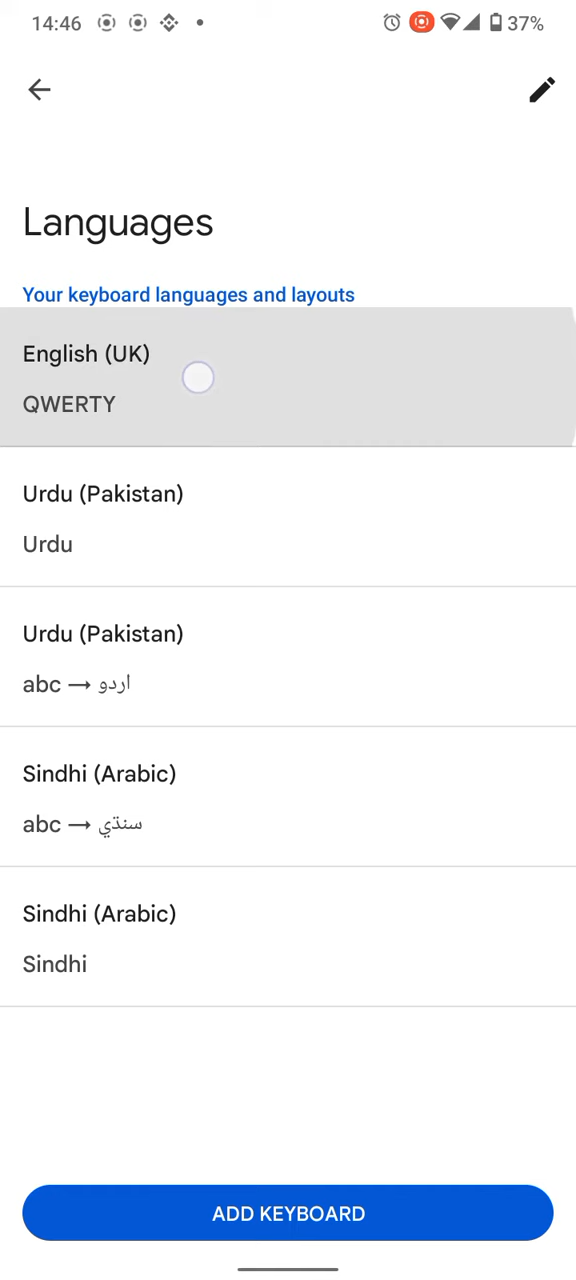 14:46 37%
Languages
Your keyboard languages and layouts
English (UK)
QWERTY
Urdu (Pakistan)
Urdu
Urdu (Pakistan)
abc → اردو
Sindhi (Arabic)
abc → سنڌي
Sindhi (Arabic)
Sindhi
ADD KEYBOARD